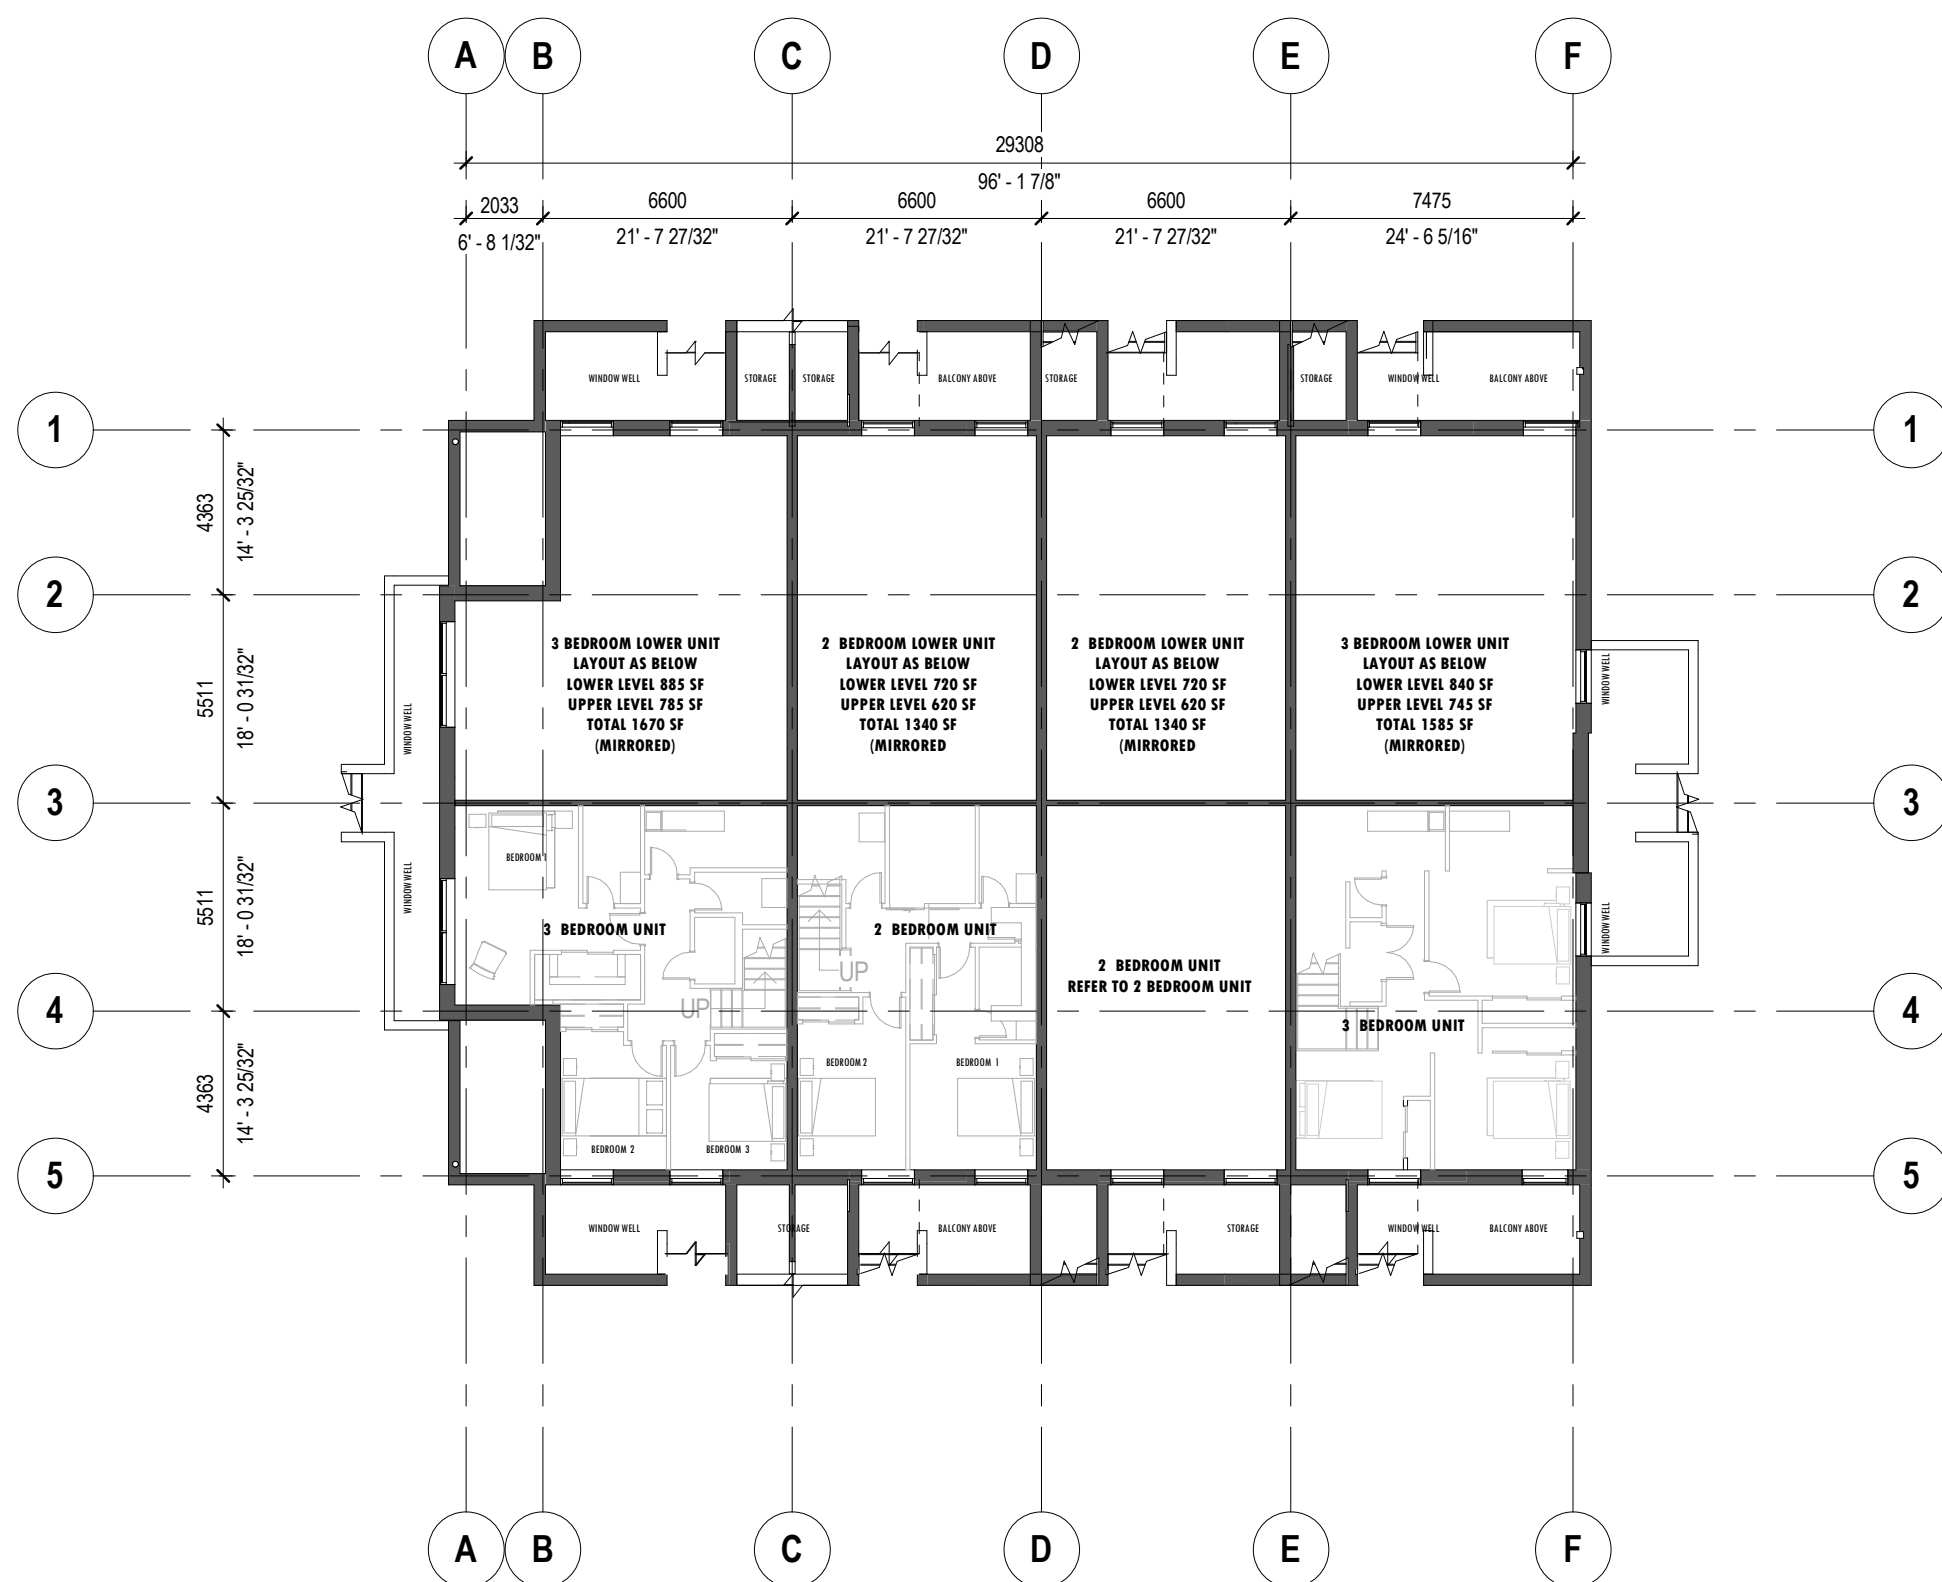 A B C D E F
29308
96' - 1 7/8"
2033 6600 6600 6600 7475
6' - 8 1/32" 21' - 7 27/32" 21' - 7 27/32" 21' - 7 27/32" 24' - 6 5/16"
WINDOW WELL STORAGE STORAGE BALCONY ABOVE STORAGE STORAGE WINDOW WELL BALCONY ABOVE
1 1
4363
14' - 3 25/32"
2 2
5511
18' - 0 31/32"
3 BEDROOM LOWER UNIT
LAYOUT AS BELOW
LOWER LEVEL 885 SF
UPPER LEVEL 785 SF
TOTAL 1670 SF
(MIRRORED)
2 BEDROOM LOWER UNIT
LAYOUT AS BELOW
LOWER LEVEL 720 SF
UPPER LEVEL 620 SF
TOTAL 1340 SF
(MIRRORED
2 BEDROOM LOWER UNIT
LAYOUT AS BELOW
LOWER LEVEL 720 SF
UPPER LEVEL 620 SF
TOTAL 1340 SF
(MIRRORED
3 BEDROOM LOWER UNIT
LAYOUT AS BELOW
LOWER LEVEL 840 SF
UPPER LEVEL 745 SF
TOTAL 1585 SF
(MIRRORED)
WINDOW WELL
WINDOW WELL
3 3
5511
18' - 0 31/32"
WINDOW WELL
BEDROOM 1
3 BEDROOM UNIT
UP
2 BEDROOM UNIT
UP
2 BEDROOM UNIT
REFER TO 2 BEDROOM UNIT
3 BEDROOM UNIT
WINDOW WELL
4 4
4363
14' - 3 25/32"
BEDROOM 2
BEDROOM 3
BEDROOM 2
BEDROOM 1
5 5
WINDOW WELL STORAGE BALCONY ABOVE STORAGE WINDOW WELL BALCONY ABOVE
A B C D E F